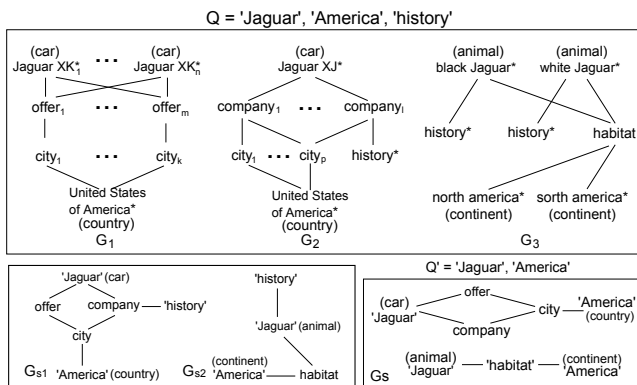 Q = 'Jaguar', 'America', 'history'
(car) ... (car)
Jaguar XK1* Jaguar XKn*
offer1 ... offerm
city1 ... cityk
United States
of America*
(country)
G1
(car)
Jaguar XJ*
company1 ... companyl
city1 ... cityp history*
United States
of America*
(country)
G2
(animal) (animal)
black Jaguar* white Jaguar*
history* history* habitat
north america* sorth america*
(continent) (continent)
G3
'Jaguar' (car)
offer company 'history'
city
Gs1 'America' (country)
'history'
'Jaguar' (animal)
(continent)
Gs2 'America' habitat
Q' = 'Jaguar', 'America'
(car) offer
'Jaguar' city 'America'
company (country)
(animal) (continent)
Gs 'Jaguar' 'habitat' 'America'